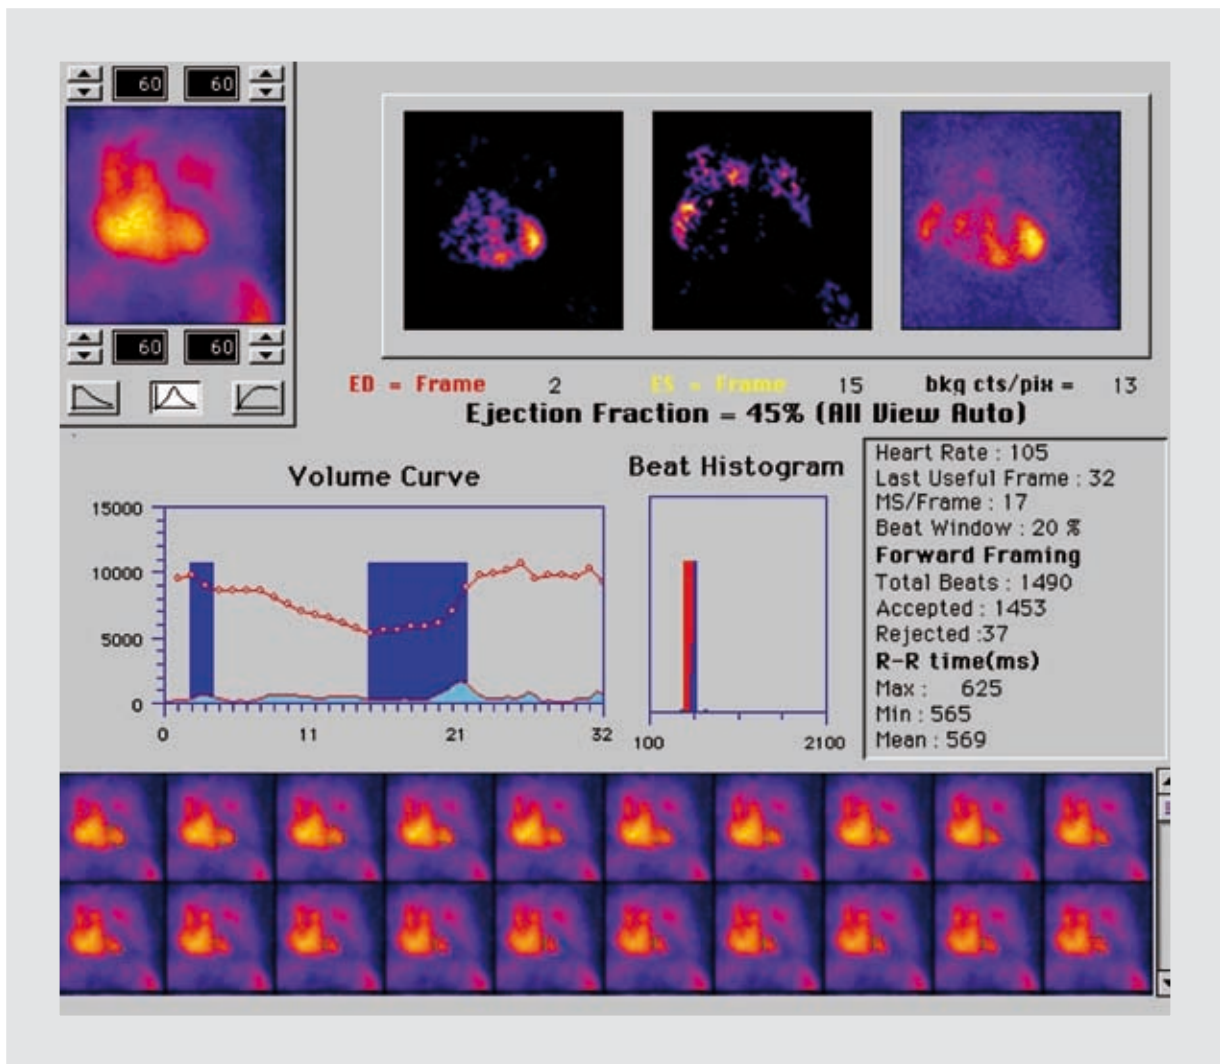 60 60
60 60
ED = Frame 2 ES = Frame 15 bkg cts/pix = 13
Ejection Fraction = 45% (All View Auto)
Volume Curve
15000
10000
5000
0
0 11 21 32
Beat Histogram
100 2100
Heart Rate : 105
Last Useful Frame : 32
MS/Frame : 17
Beat Window : 20 %
Forward Framing
Total Beats : 1490
Accepted : 1453
Rejected :37
R-R time(ms)
Max : 625
Min : 565
Mean : 569